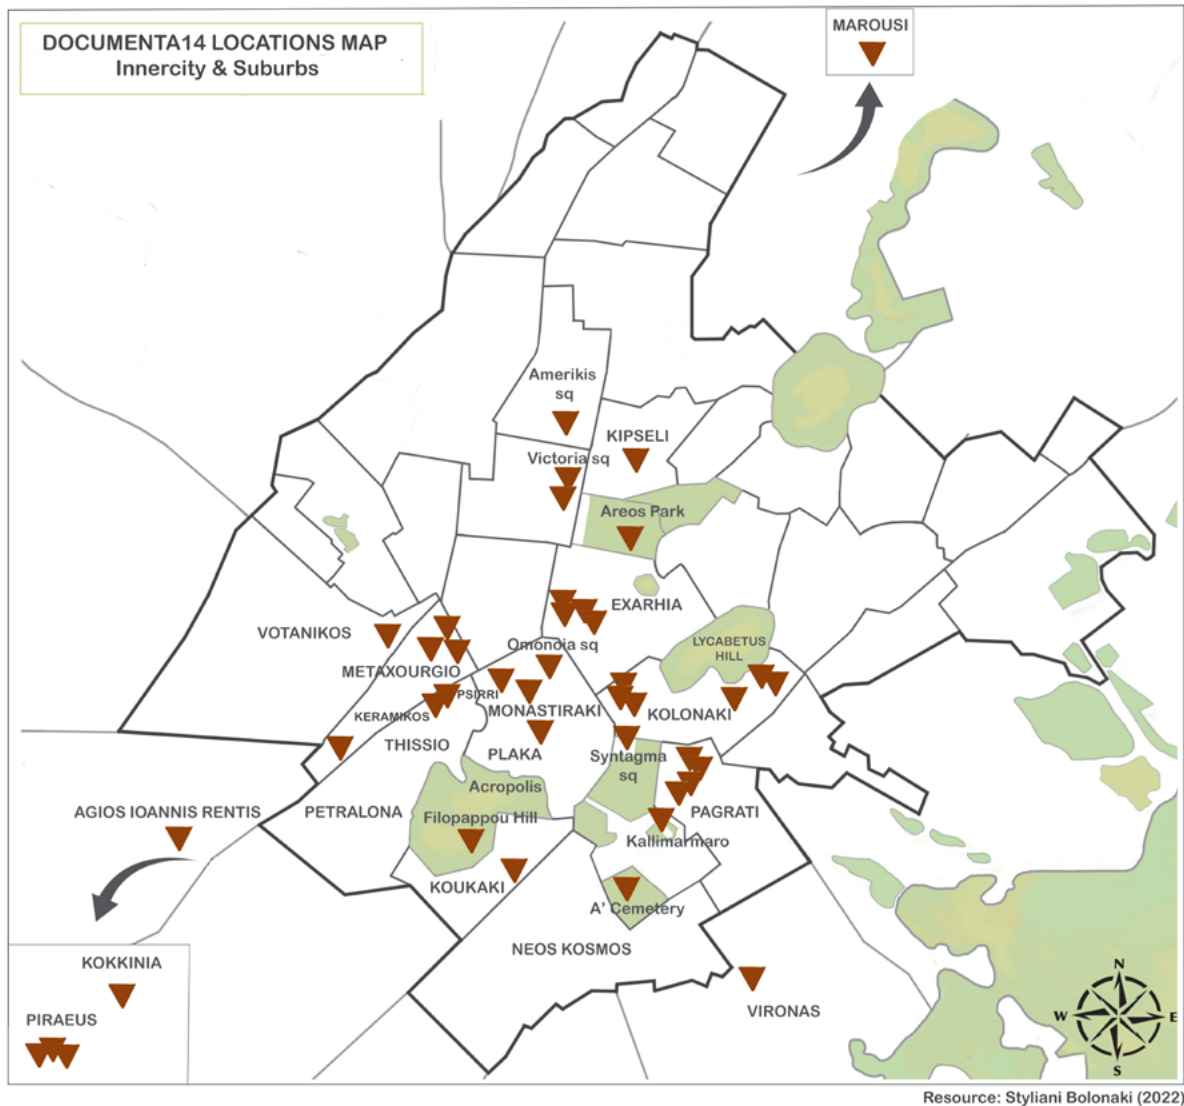 DOCUMENTA14 LOCATIONS MAP
Innercity & Suburbs
MAROUSI
Amerikis
sq
KIPSELI
Victoria sq
Areos Park
EXARHIA
VOTANIKOS
Omonoia sq
LYCABETUS
HILL
METAXOURGIO
PSIRRI
MONASTIRAKI
KOLONAKI
KERAMIKOS
THISSIO
PLAKA
Syntagma
sq
Acropolis
AGIOS IOANNIS RENTIS
PETRALONA
Filopappou Hill
PAGRATI
Kallimarmaro
KOUKAKI
A' Cemetery
NEOS KOSMOS
KOKKINIA
PIRAEUS
VIRONAS
N
W
E
S
Resource: Styliani Bolonaki (2022)